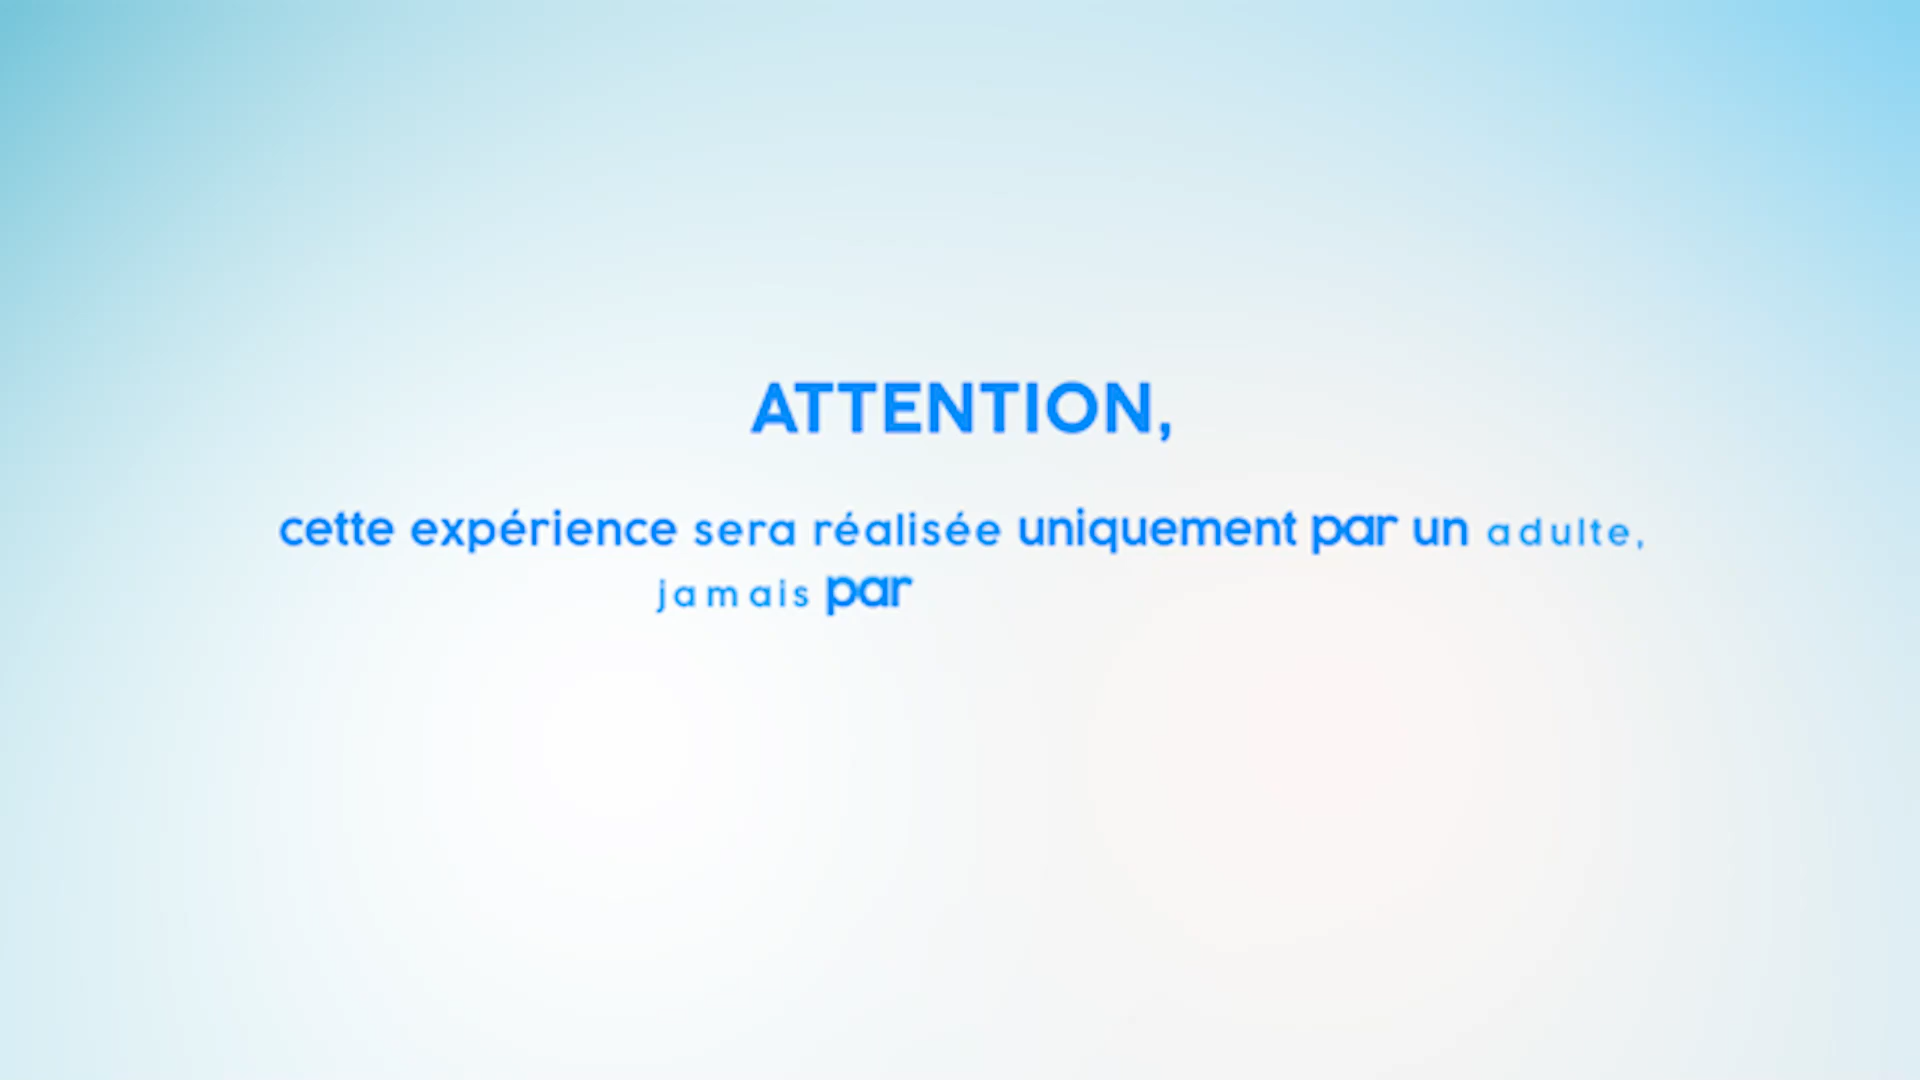 ATTENTION,
cette expérience sera réalisée uniquement par un adulte,
jamais par